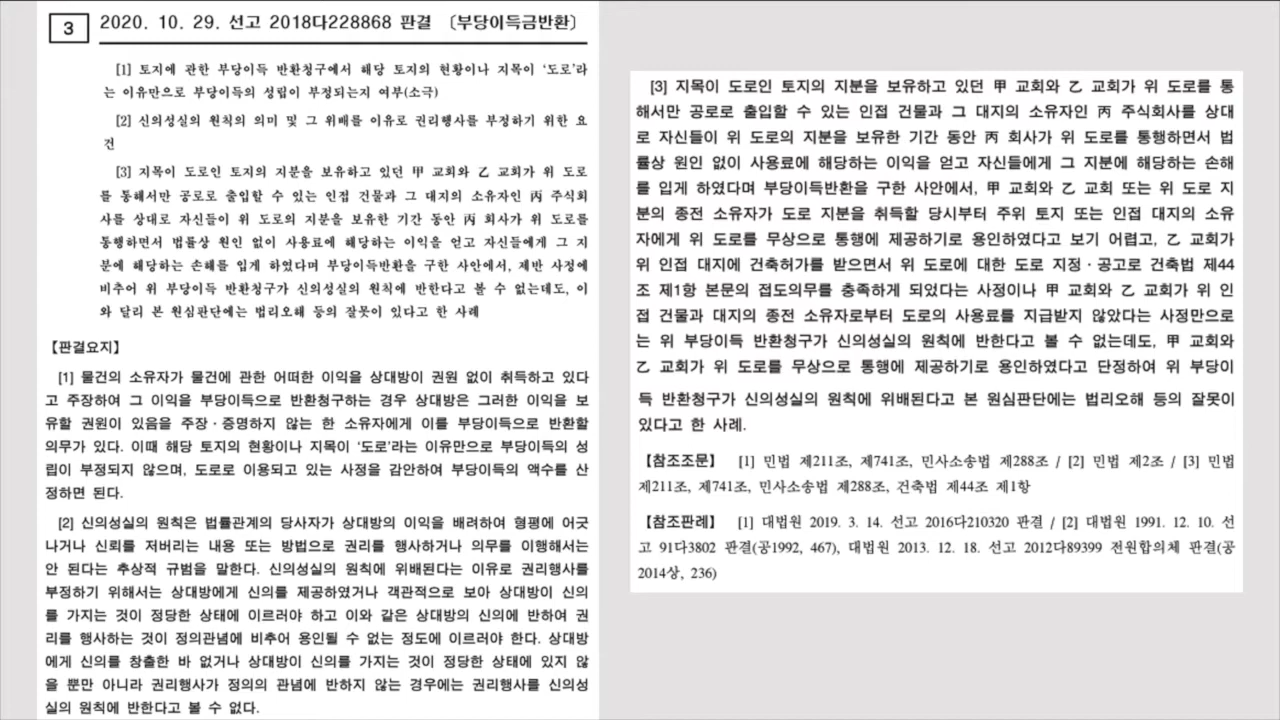 3
2020. 10. 29. 선고 2018다228868 판결 〔부당이득금반환〕
[1] 토지에 관한 부당이득 반환청구에서 해당 토지의 현황이나 지목이 ‘도로’라
는 이유만으로 부당이득의 성립이 부정되는지 여부(소극)
[2] 신의성실의 원칙의 의미 및 그 위배를 이유로 권리행사를 부정하기 위한 요
건
[3] 지목이 도로인 토지의 지분을 보유하고 있던 甲 교회와 乙 교회가 위 도로
를 통해서만 공로로 출입할 수 있는 인접 건물과 그 대지의 소유자인 丙 주식회
사를 상대로 자신들이 위 도로의 지분을 보유한 기간 동안 丙 회사가 위 도로를
통행하면서 법률상 원인 없이 사용료에 해당하는 이익을 얻고 자신들에게 그 지
분에 해당하는 손해를 입게 하였다며 부당이득반환을 구한 사안에서, 제반 사정에
비추어 위 부당이득 반환청구가 신의성실의 원칙에 반한다고 볼 수 없는데도, 이
와 달리 본 원심판단에는 법리오해 등의 잘못이 있다고 한 사례
【판결요지】
[1] 물건의 소유자가 물건에 관한 어떠한 이익을 상대방이 권원 없이 취득하고 있다
고 주장하여 그 이익을 부당이득으로 반환청구하는 경우 상대방은 그러한 이익을 보
유할 권원이 있음을 주장·증명하지 않는 한 소유자에게 이를 부당이득으로 반환할
의무가 있다. 이때 해당 토지의 현황이나 지목이 ‘도로’라는 이유만으로 부당이득의 성
립이 부정되지 않으며, 도로로 이용되고 있는 사정을 감안하여 부당이득의 액수를 산
정하면 된다.
[2] 신의성실의 원칙은 법률관계의 당사자가 상대방의 이익을 배려하여 형평에 어긋
나거나 신뢰를 저버리는 내용 또는 방법으로 권리를 행사하거나 의무를 이행해서는
안 된다는 추상적 규범을 말한다. 신의성실의 원칙에 위배된다는 이유로 권리행사를
부정하기 위해서는 상대방에게 신의를 제공하였거나 객관적으로 보아 상대방이 신의
를 가지는 것이 정당한 상태에 이르러야 하고 이와 같은 상대방의 신의에 반하여 권
리를 행사하는 것이 정의관념에 비추어 용인될 수 없는 정도에 이르러야 한다. 상대방
에게 신의를 창출한 바 없거나 상대방이 신의를 가지는 것이 정당한 상태에 있지 않
을 뿐만 아니라 권리행사가 정의의 관념에 반하지 않는 경우에는 권리행사를 신의성
실의 원칙에 반한다고 볼 수 없다.
[3] 지목이 도로인 토지의 지분을 보유하고 있던 甲 교회와 乙 교회가 위 도로를 통
해서만 공로로 출입할 수 있는 인접 건물과 그 대지의 소유자인 丙 주식회사를 상대
로 자신들이 위 도로의 지분을 보유한 기간 동안 丙 회사가 위 도로를 통행하면서 법
률상 원인 없이 사용료에 해당하는 이익을 얻고 자신들에게 그 지분에 해당하는 손해
를 입게 하였다며 부당이득반환을 구한 사안에서, 甲 교회와 乙 교회 또는 위 도로 지
분의 종전 소유자가 도로 지분을 취득할 당시부터 주위 토지 또는 인접 대지의 소유
자에게 위 도로를 무상으로 통행에 제공하기로 용인하였다고 보기 어렵고, 乙 교회가
위 인접 대지에 건축허가를 받으면서 위 도로에 대한 도로 지정·공고로 건축법 제44
조 제1항 본문의 접도의무를 충족하게 되었다는 사정이나 甲 교회와 乙 교회가 위 인
접 건물과 대지의 종전 소유자로부터 도로의 사용료를 지급받지 않았다는 사정만으로
는 위 부당이득 반환청구가 신의성실의 원칙에 반한다고 볼 수 없는데도, 甲 교회와
乙 교회가 위 도로를 무상으로 통행에 제공하기로 용인하였다고 단정하여 위 부당이
득 반환청구가 신의성실의 원칙에 위배된다고 본 원심판단에는 법리오해 등의 잘못이
있다고 한 사례.
【참조조문】 [1] 민법 제211조, 제741조, 민사소송법 제288조 / [2] 민법 제2조 / [3] 민법
제211조, 제741조, 민사소송법 제288조, 건축법 제44조 제1항
【참조판례】 [1] 대법원 2019. 3. 14. 선고 2016다210320 판결 / [2] 대법원 1991. 12. 10. 선
고 91다3802 판결(공1992, 467), 대법원 2013. 12. 18. 선고 2012다89399 전원합의체 판결(공
2014상, 236)